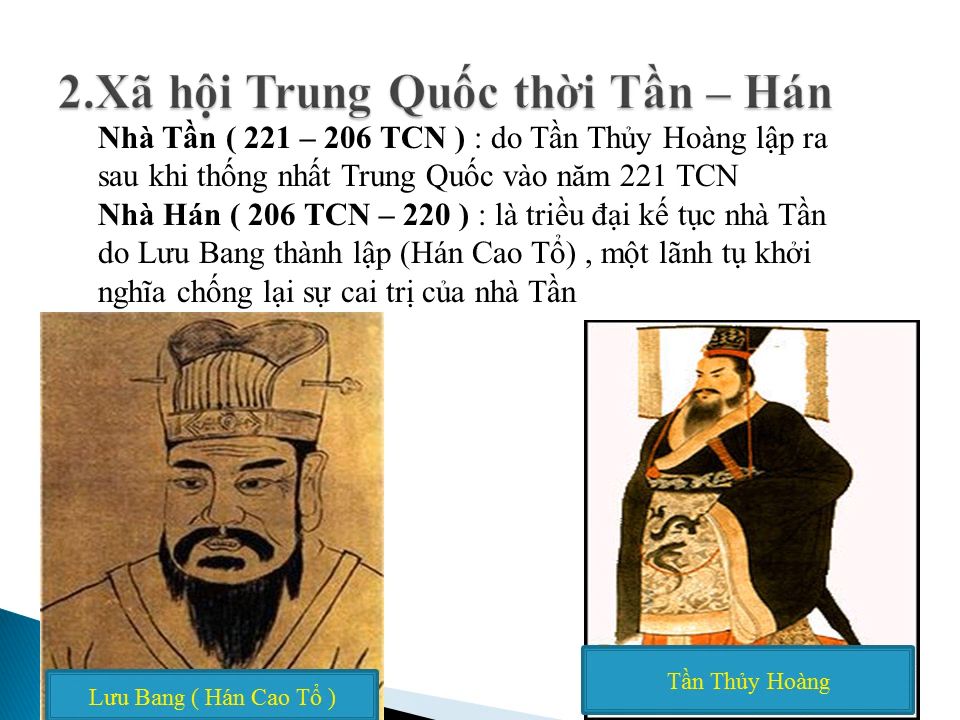 2.Xã hội Trung Quốc thời Tần – Hán
Nhà Tần ( 221 – 206 TCN ) : do Tần Thủy Hoàng lập ra
sau khi thống nhất Trung Quốc vào năm 221 TCN
Nhà Hán ( 206 TCN – 220 ) : là triều đại kế tục nhà Tần
do Lưu Bang thành lập (Hán Cao Tổ) , một lãnh tụ khởi
nghĩa chống lại sự cai trị của nhà Tần
Lưu Bang ( Hán Cao Tổ )
Tần Thủy Hoàng